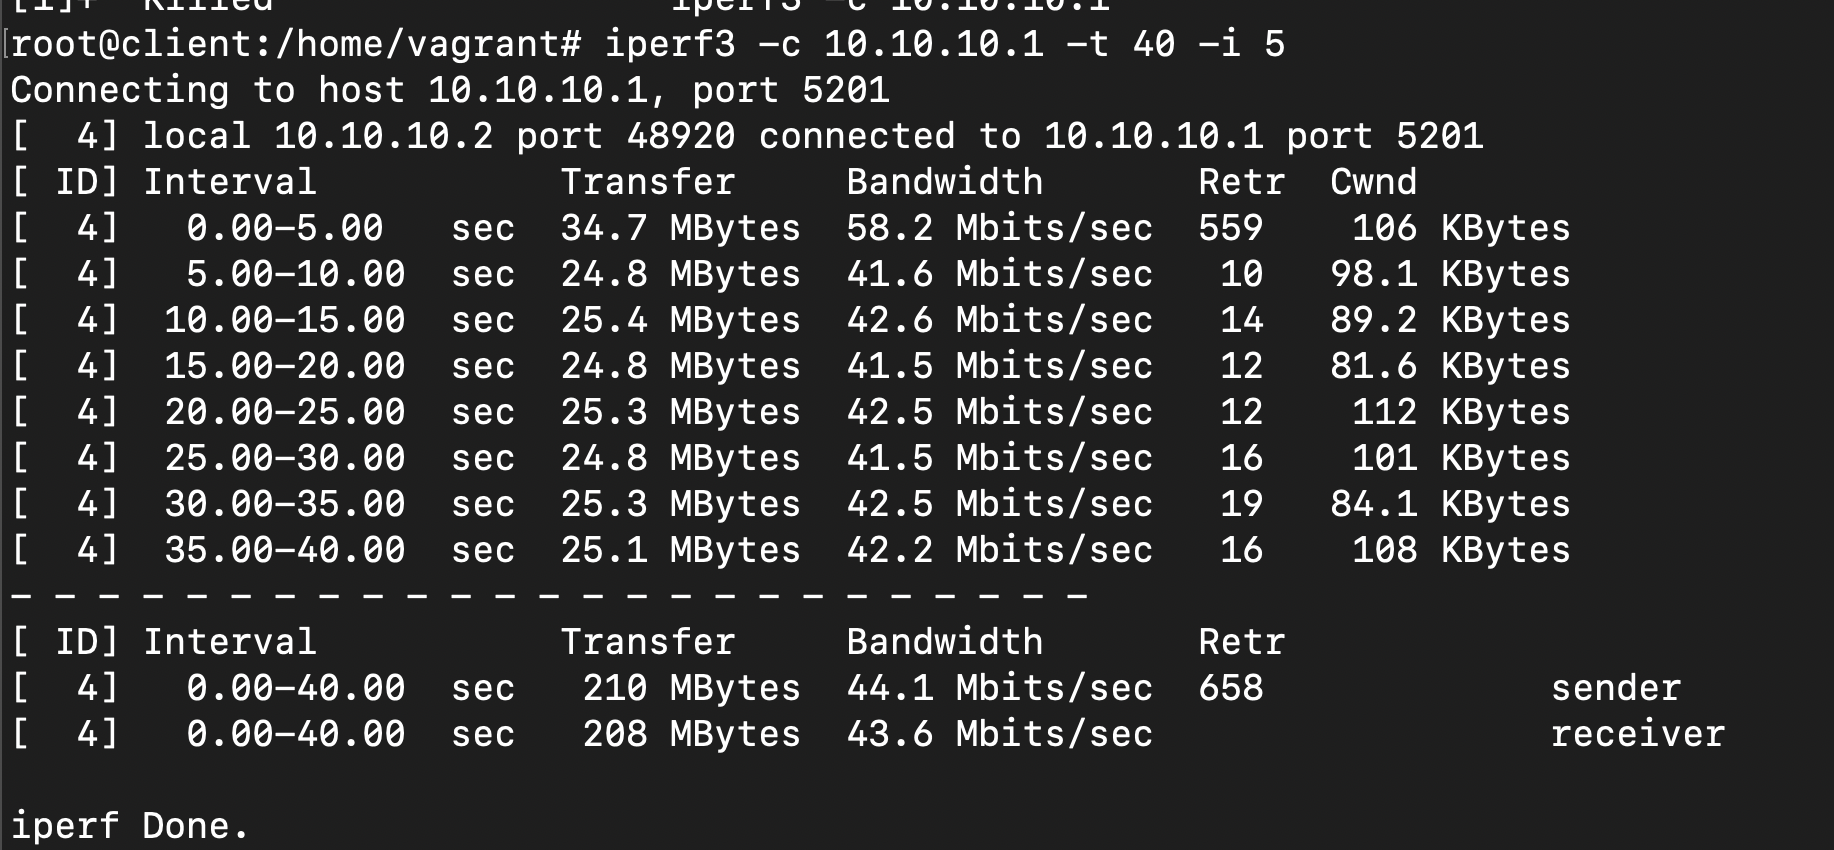 [1]+  Killed                  iperf3 -c 10.10.10.1
root@client:/home/vagrant# iperf3 -c 10.10.10.1 -t 40 -i 5
Connecting to host 10.10.10.1, port 5201
[  4] local 10.10.10.2 port 48920 connected to 10.10.10.1 port 5201
[ ID] Interval           Transfer     Bandwidth       Retr  Cwnd
[  4]   0.00-5.00   sec  34.7 MBytes  58.2 Mbits/sec  559    106 KBytes
[  4]   5.00-10.00  sec  24.8 MBytes  41.6 Mbits/sec   10   98.1 KBytes
[  4]  10.00-15.00  sec  25.4 MBytes  42.6 Mbits/sec   14   89.2 KBytes
[  4]  15.00-20.00  sec  24.8 MBytes  41.5 Mbits/sec   12   81.6 KBytes
[  4]  20.00-25.00  sec  25.3 MBytes  42.5 Mbits/sec   12    112 KBytes
[  4]  25.00-30.00  sec  24.8 MBytes  41.5 Mbits/sec   16    101 KBytes
[  4]  30.00-35.00  sec  25.3 MBytes  42.5 Mbits/sec   19   84.1 KBytes
[  4]  35.00-40.00  sec  25.1 MBytes  42.2 Mbits/sec   16    108 KBytes
- - - - - - - - - - - - - - - - - - - - - - - - -
[ ID] Interval           Transfer     Bandwidth       Retr
[  4]   0.00-40.00  sec   210 MBytes  44.1 Mbits/sec  658             sender
[  4]   0.00-40.00  sec   208 MBytes  43.6 Mbits/sec                  receiver
iperf Done.